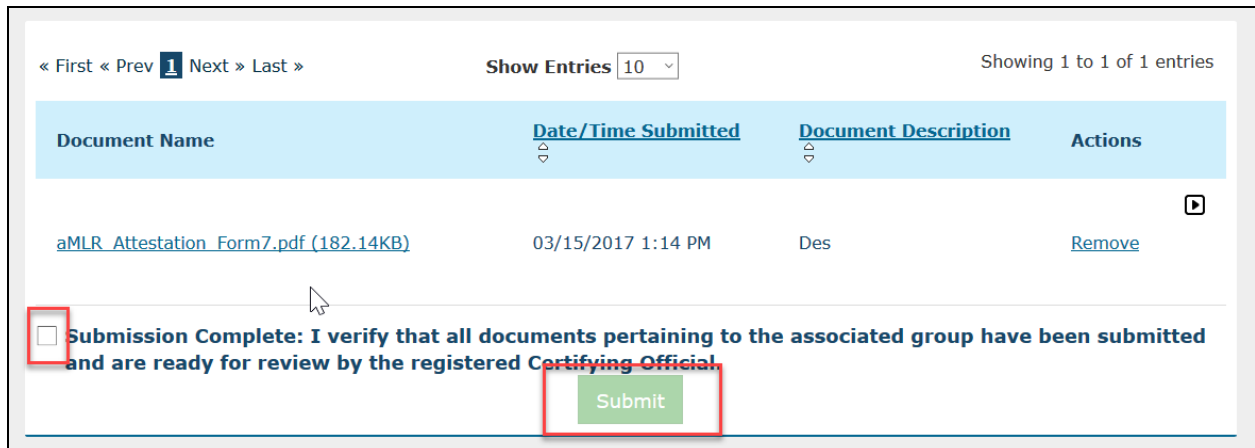 « First « Prev 1 Next » Last » Show Entries 10 Showing 1 to 1 of 1 entries
Document Name Date/Time Submitted Document Description Actions
aMLR_Attestation_Form7.pdf (182.14KB) 03/15/2017 1:14 PM Des Remove
Submission Complete: I verify that all documents pertaining to the associated group have been submitted
and are ready for review by the registered Certifying Official.
Submit